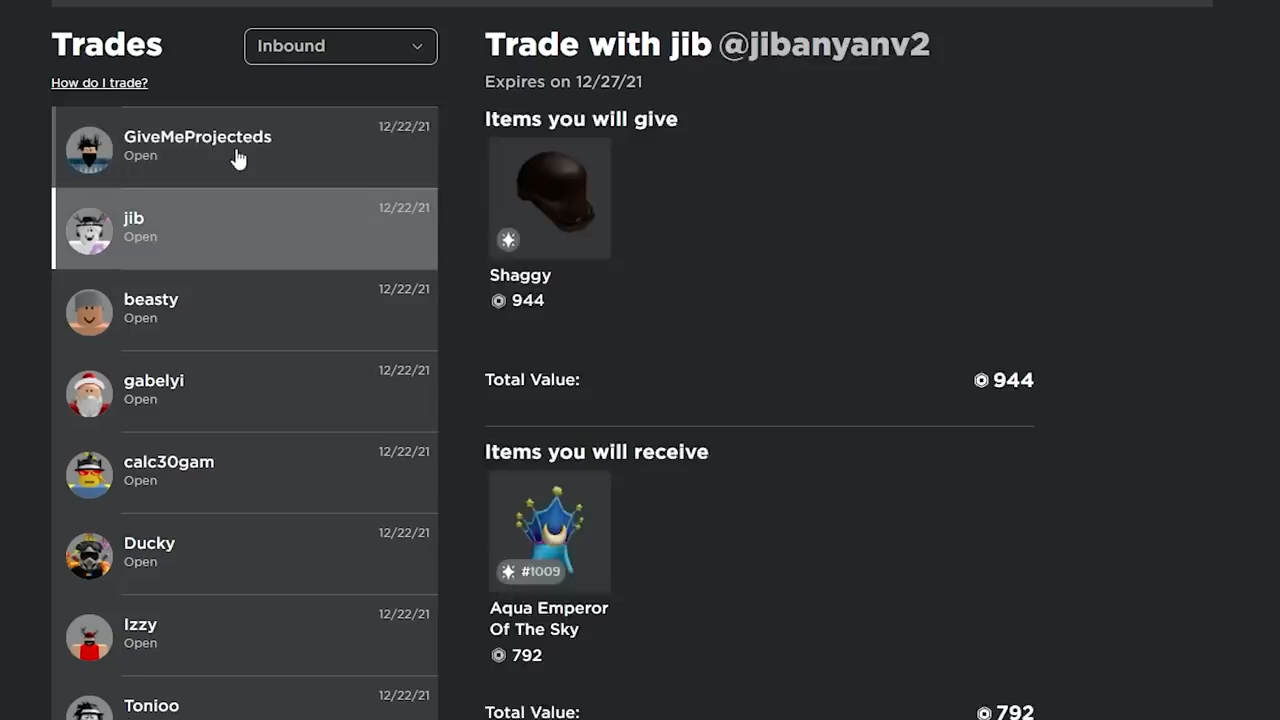 Trades
Inbound
How do I trade?
GiveMeProjecteds
12/22/21
Open
jib
12/22/21
Open
beasty
12/22/21
Open
gabelyi
12/22/21
Open
calc30gam
12/22/21
Open
Ducky
12/22/21
Open
Izzy
12/22/21
Open
Tonioo
12/22/21
Trade with jib @jibanyanv2
Expires on 12/27/21
Items you will give
Shaggy
944
Total Value: 944
Items you will receive
#1009
Aqua Emperor
Of The Sky
792
Total Value: 792